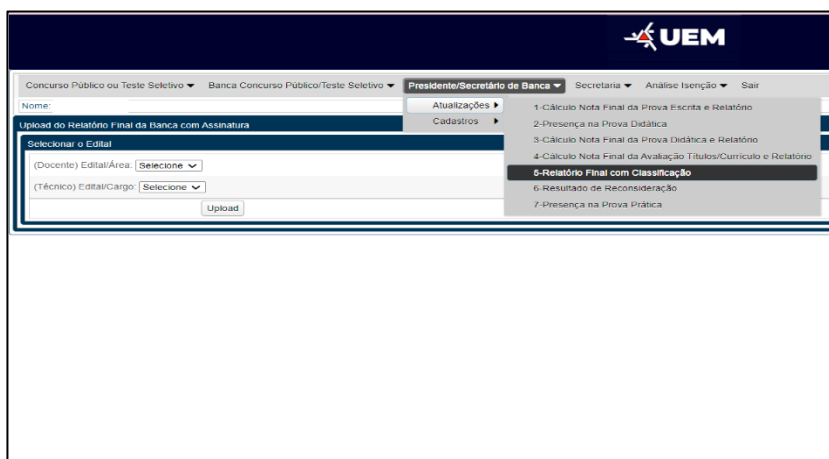 UEM
Concurso Público ou Teste Seletivo Banca Concurso Público/Teste Seletivo Presidente/Secretário de Banca Secretaria Análise Isenção Sair
Nome:
Atualizações
Cadastros
1-Cálculo Nota Final da Prova Escrita e Relatório
2-Presença na Prova Didática
3-Cálculo Nota Final da Prova Didática e Relatório
4-Cálculo Nota Final da Avaliação Títulos/Currículo e Relatório
5-Relatório Final com Classificação
6-Resultado de Reconsideração
7-Presença na Prova Prática
Upload do Relatório Final da Banca com Assinatura
Selecionar o Edital
(Docente) Edital/Área: Selecione
(Técnico) Edital/Cargo: Selecione
Upload